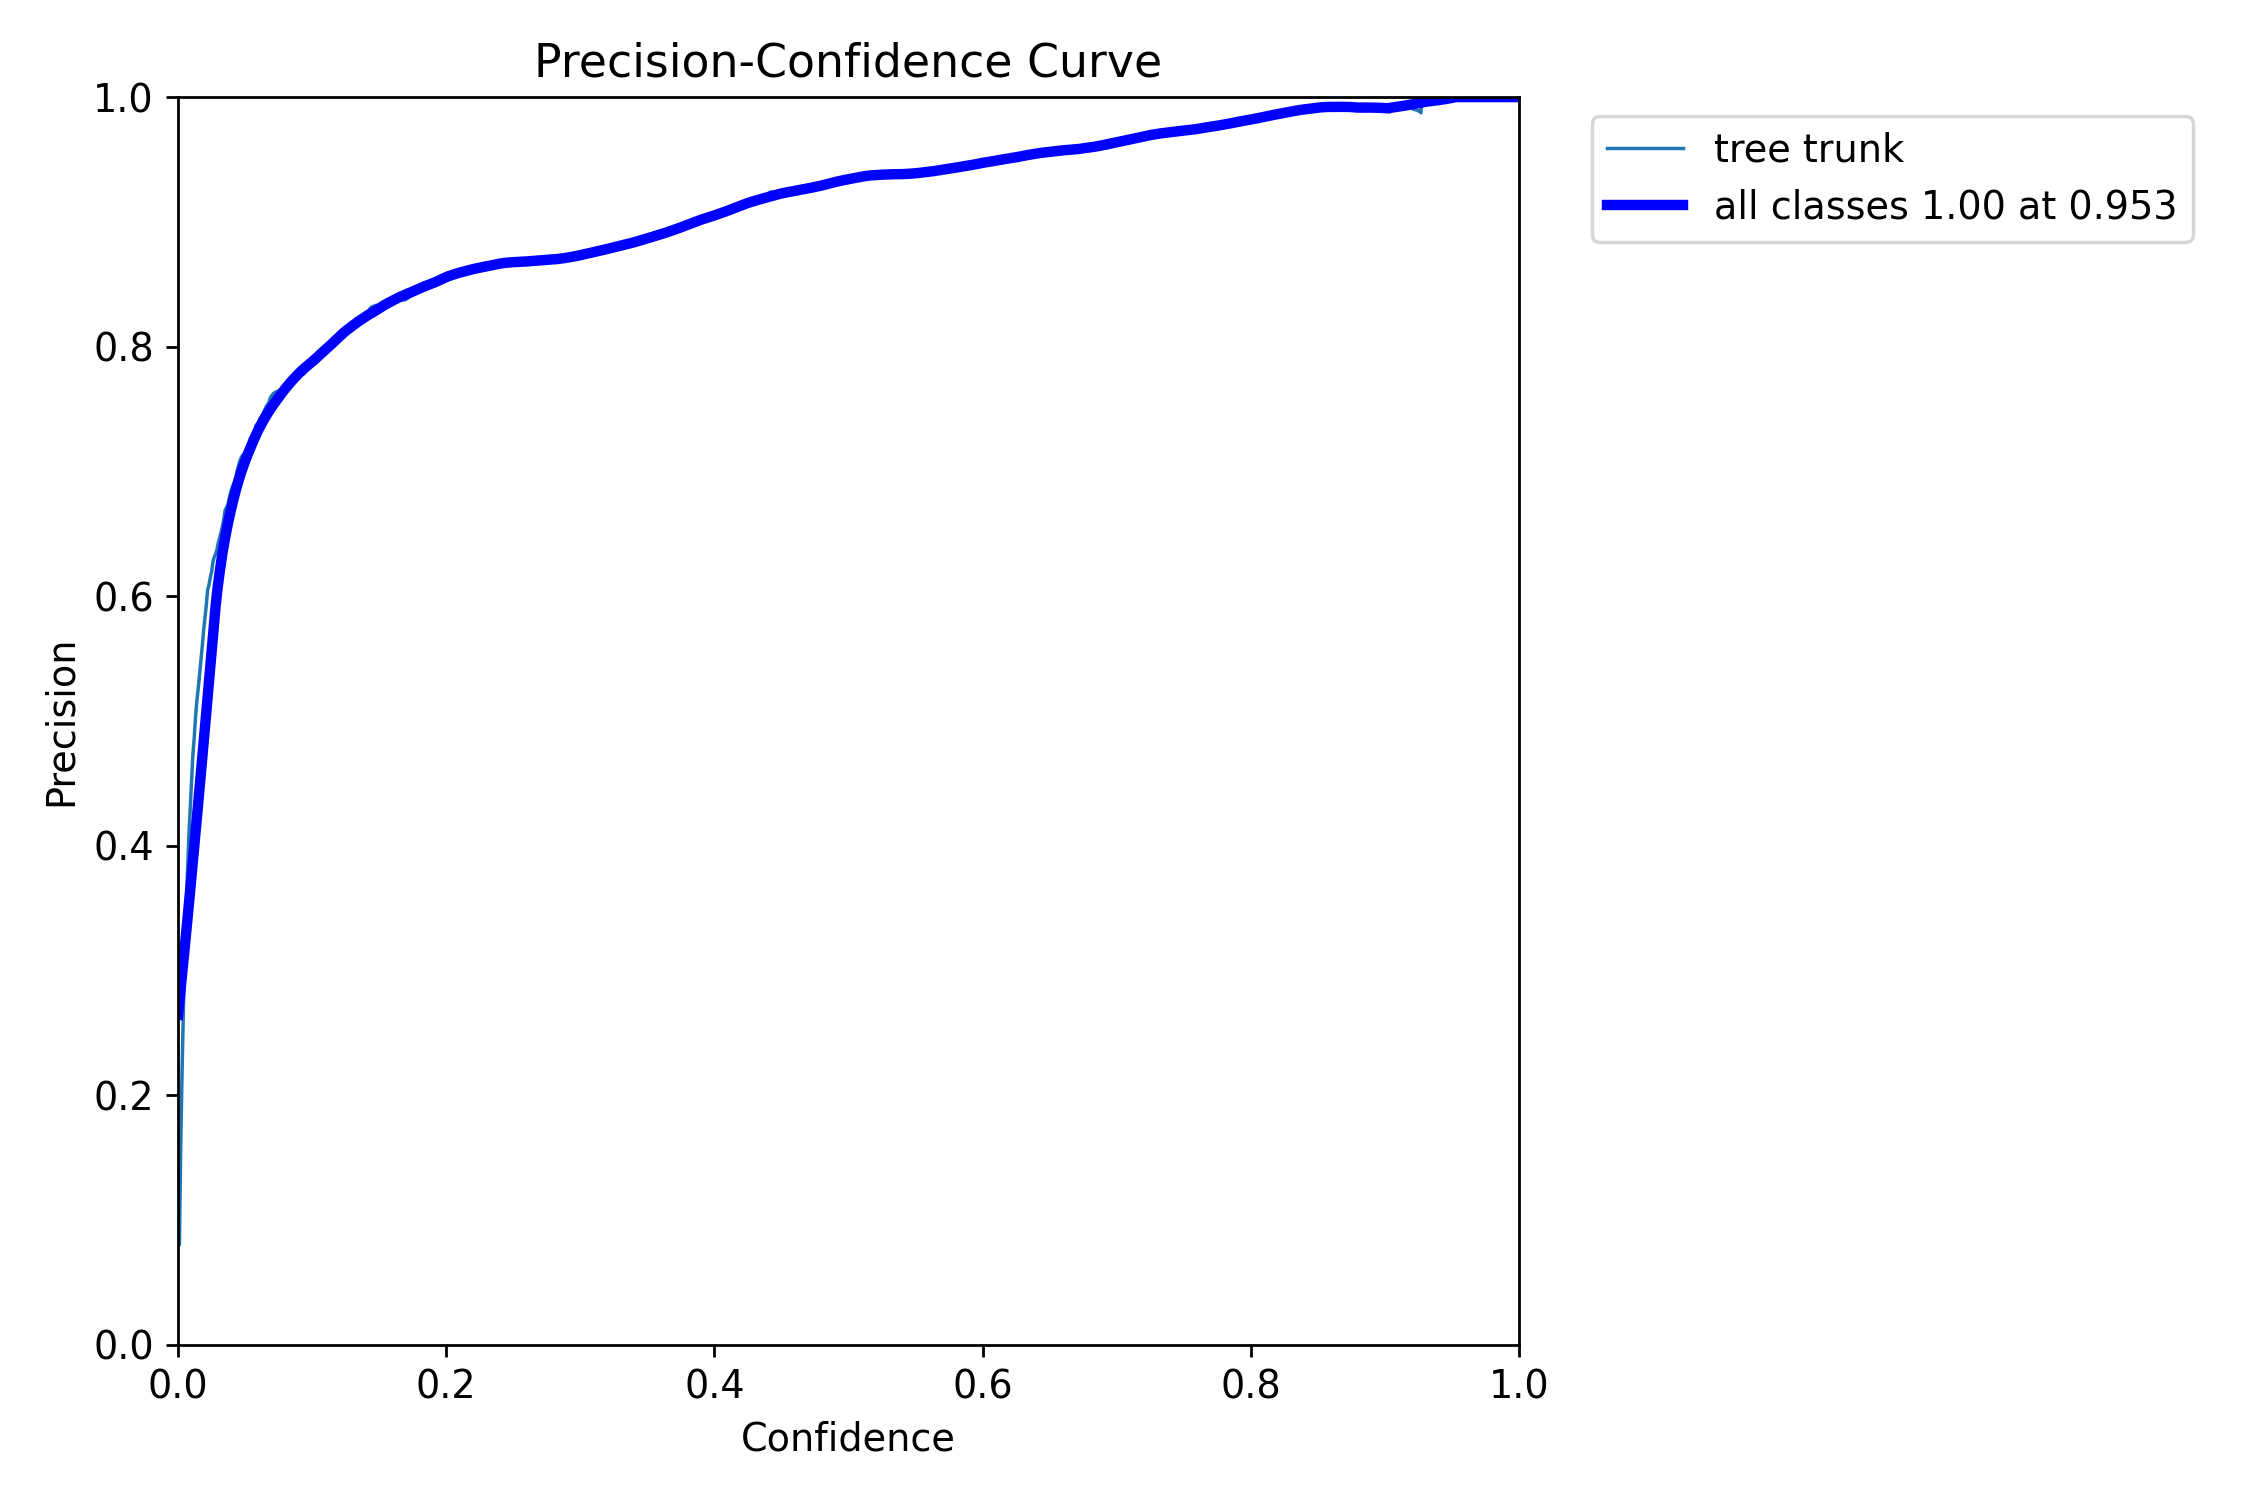 Precision-Confidence Curve
1.0
0.8
0.6
0.4
0.2
0.0
Precision
0.0 0.2 0.4 0.6 0.8 1.0
Confidence
tree trunk
all classes 1.00 at 0.953